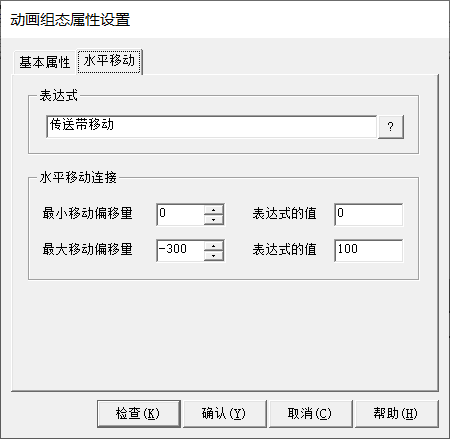 动画组态属性设置
基本属性 水平移动
表达式
传送带移动 ?
水平移动连接
最小移动偏移量 0 表达式的值 0
最大移动偏移量 -300 表达式的值 100
检查(K) 确认(Y) 取消(C) 帮助(H)